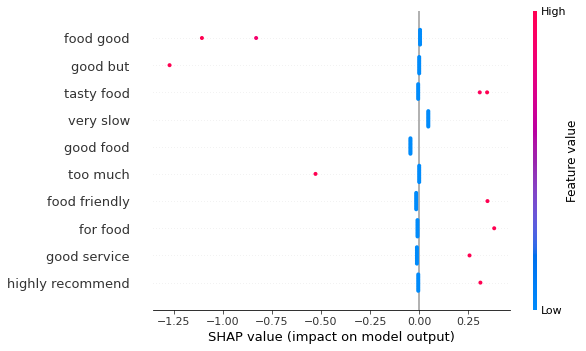 High
food good
good but
tasty food
very slow
good food
too much
food friendly
for food
good service
highly recommend
Low
Feature value
−1.25 −1.00 −0.75 −0.50 −0.25 0.00 0.25
SHAP value (impact on model output)